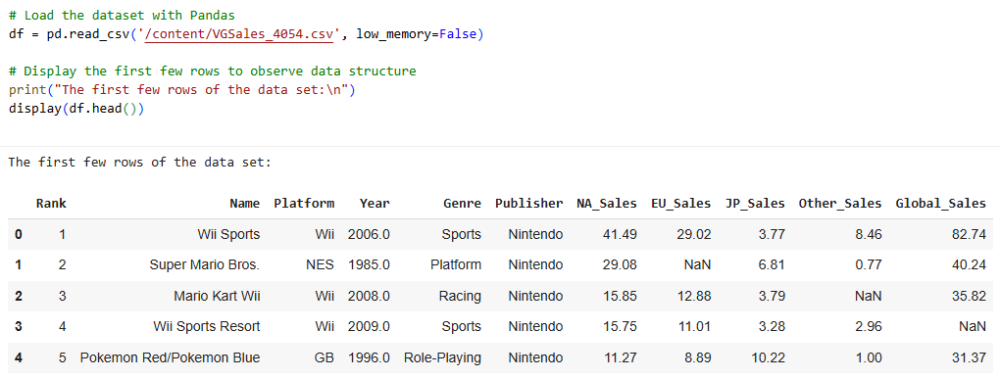 # Load the dataset with Pandas
df = pd.read_csv('/content/VGSales_4054.csv', low_memory=False)
# Display the first few rows to observe data structure
print("The first few rows of the data set:\n")
display(df.head())
The first few rows of the data set:
Rank Name Platform Year Genre Publisher NA_Sales EU_Sales JP_Sales Other_Sales Global_Sales
0 1 Wii Sports Wii 2006.0 Sports Nintendo 41.49 29.02 3.77 8.46 82.74
1 2 Super Mario Bros. NES 1985.0 Platform Nintendo 29.08 NaN 6.81 0.77 40.24
2 3 Mario Kart Wii Wii 2008.0 Racing Nintendo 15.85 12.88 3.79 NaN 35.82
3 4 Wii Sports Resort Wii 2009.0 Sports Nintendo 15.75 11.01 3.28 2.96 NaN
4 5 Pokemon Red/Pokemon Blue GB 1996.0 Role-Playing Nintendo 11.27 8.89 10.22 1.00 31.37